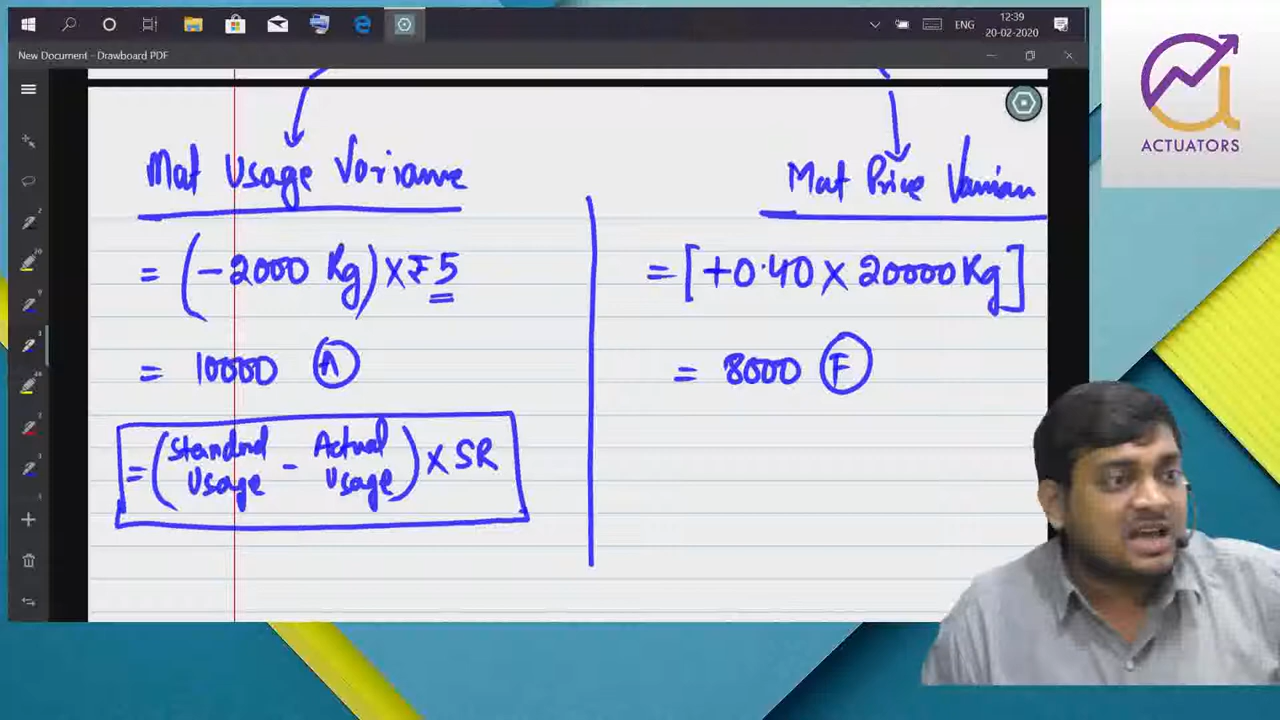 ENG
12:39
20-02-2020
New Document - Drawboard PDF
ACTUATORS
Mat Usage Variance
= (-2000 Kg) × ₹ 5
= 10000 (A)
= (Standard Usage - Actual Usage) × SR
Mat Price Varian
= [+0.40 × 20000 Kg]
= 8000 (F)